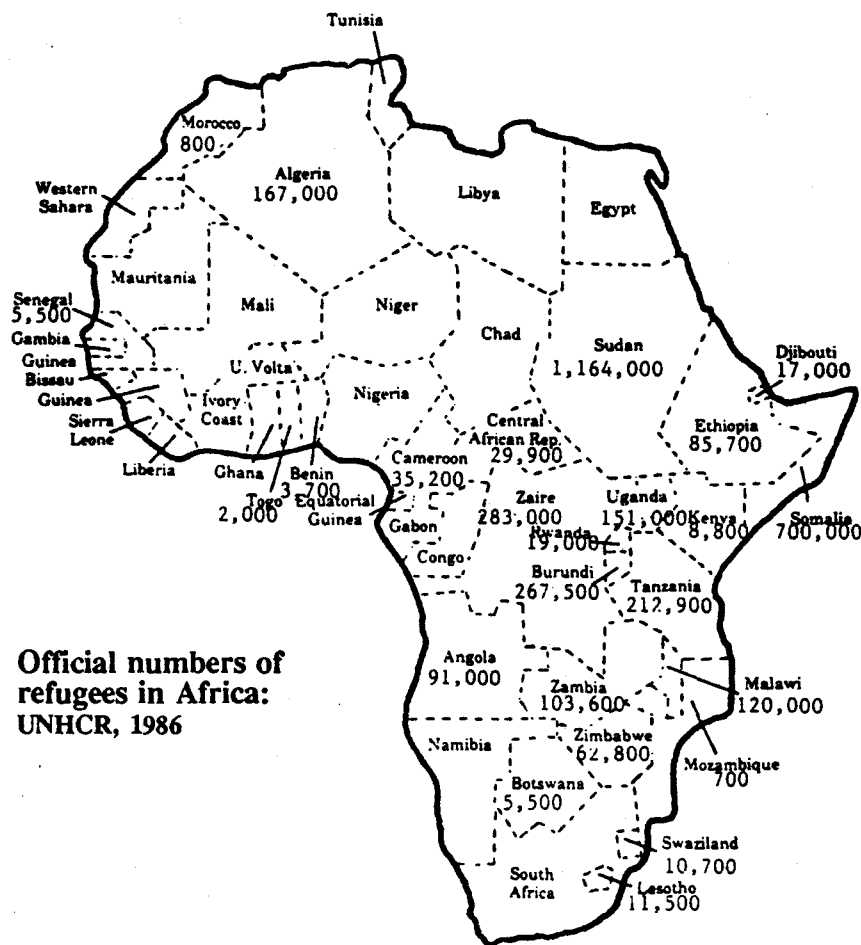 Tunisia
Morocco
800
Algeria
167,000
Libya
Egypt
Western
Sahara
Mauritania
Mali
Niger
Chad
Sudan
1,164,000
Senegal
5,500
Gambia
Guinea
Bissau
Guinea
Sierra
Leone
Liberia
U. Volta
Ivory
Coast
Ghana
Togo
2,000
Benin
3,700
Nigeria
Djibouti
17,000
Ethiopia
85,700
Central
African Rep.
29,900
Cameroon
35,200
Equatorial
Guinea
Gabon
Congo
Zaire
283,000
Uganda
151,000
Kenya
8,800
Somalia
700,000
Rwanda
19,000
Burundi
267,500
Tanzania
212,900
Official numbers of
refugees in Africa:
UNHCR, 1986
Angola
91,000
Zambia
103,600
Malawi
120,000
Namibia
Zimbabwe
62,800
Mozambique
700
Botswana
5,500
Swaziland
10,700
South
Africa
Lesotho
11,500